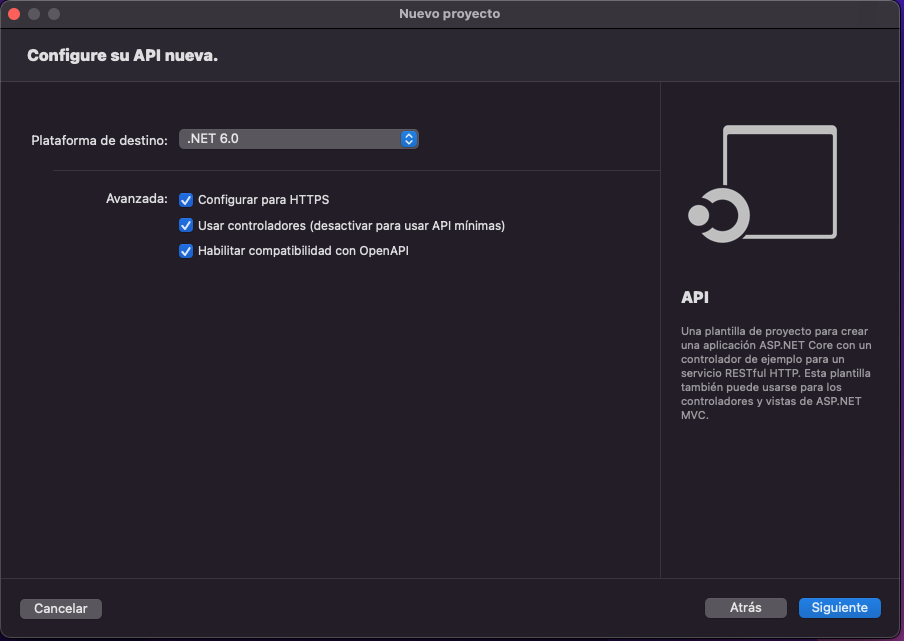 Nuevo proyecto
Configure su API nueva.
Plataforma de destino: .NET 6.0
Avanzada: Configurar para HTTPS
Usar controladores (desactivar para usar API mínimas)
Habilitar compatibilidad con OpenAPI
API
Una plantilla de proyecto para crear
una aplicación ASP.NET Core con un
controlador de ejemplo para un
servicio RESTful HTTP. Esta plantilla
también puede usarse para los
controladores y vistas de ASP.NET
MVC.
Cancelar Atrás Siguiente